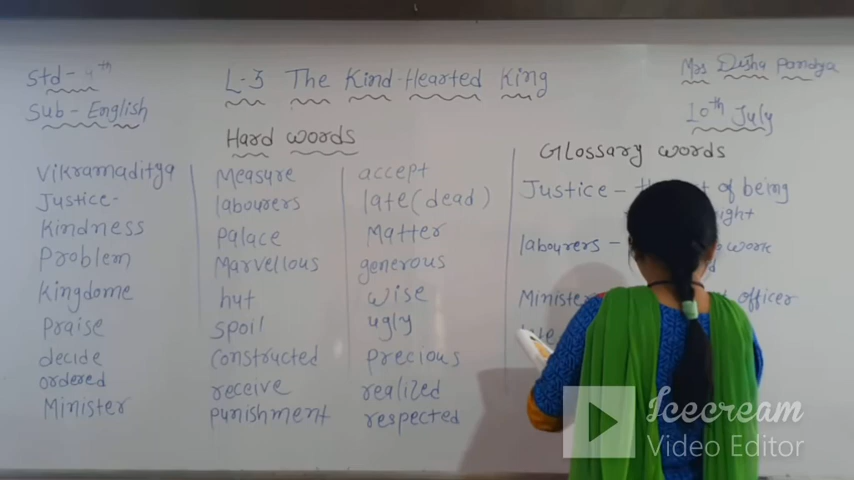 Std - 4th
Sub - English
L-3 The Kind-Hearted King
Mrs Disha Pandya
10th July
Hard words
Vikramaditya
Justice-
Kindness
Problem
Kingdome
Praise
decide
ordered
Minister
Measure
labourers
Palace
Marvellous
hut
spoil
constructed
receive
punishment
accept
late (dead)
Matter
generous
wise
ugly
Precious
realized
respected
Glossary words
Justice - of being
labourers - work
Minister officer
Icecream
Video Editor